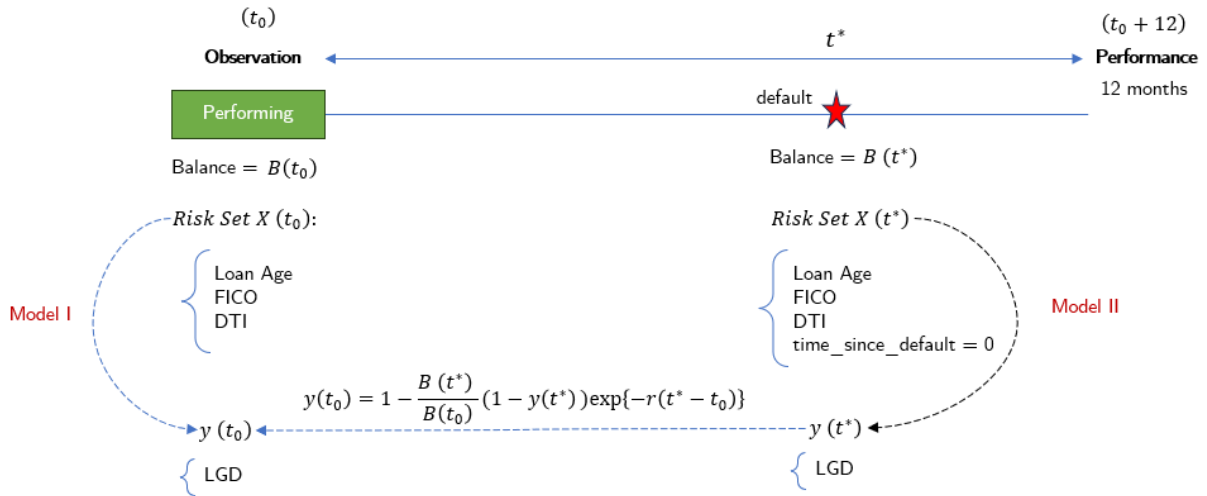 (t₀)
(t₀ + 12)
t*
Observation
Performance
12 months
default
Performing
Balance = B(t₀)
Balance = B (t*)
Risk Set X (t₀):
Risk Set X (t*)
Loan Age
FICO
DTI
Loan Age
FICO
DTI
time_since_default = 0
Model I
Model II
y(t₀) = 1 − B (t*)/B(t₀) (1 − y(t*))exp{−r(t* − t₀)}
y (t₀)
y (t*)
LGD
LGD